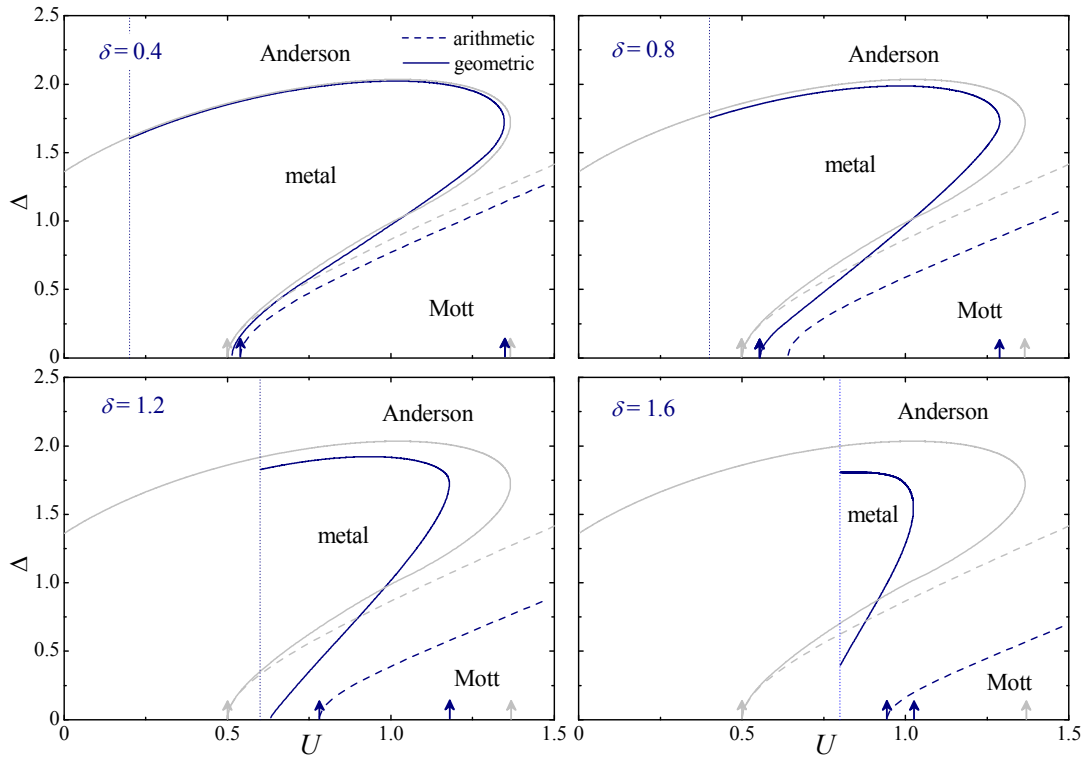 2.5
2.0
1.5
1.0
0.5
0
Δ
δ = 0.4
Anderson
arithmetic
geometric
metal
Mott
δ = 0.8
Anderson
metal
Mott
2.5
2.0
1.5
1.0
0.5
0
Δ
δ = 1.2
Anderson
metal
Mott
0
0.5
U
1.0
1.5
δ = 1.6
Anderson
metal
Mott
0
0.5
U
1.0
1.5